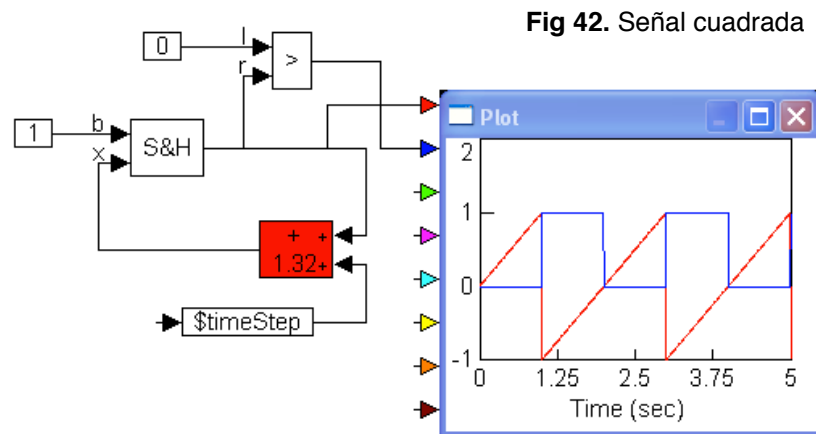 Fig 42. Señal cuadrada
0
l
r
>
1
b
x
S&H
+ +
1.32+
$timeStep
Plot
2
1
0
-1
0 1.25 2.5 3.75 5
Time (sec)